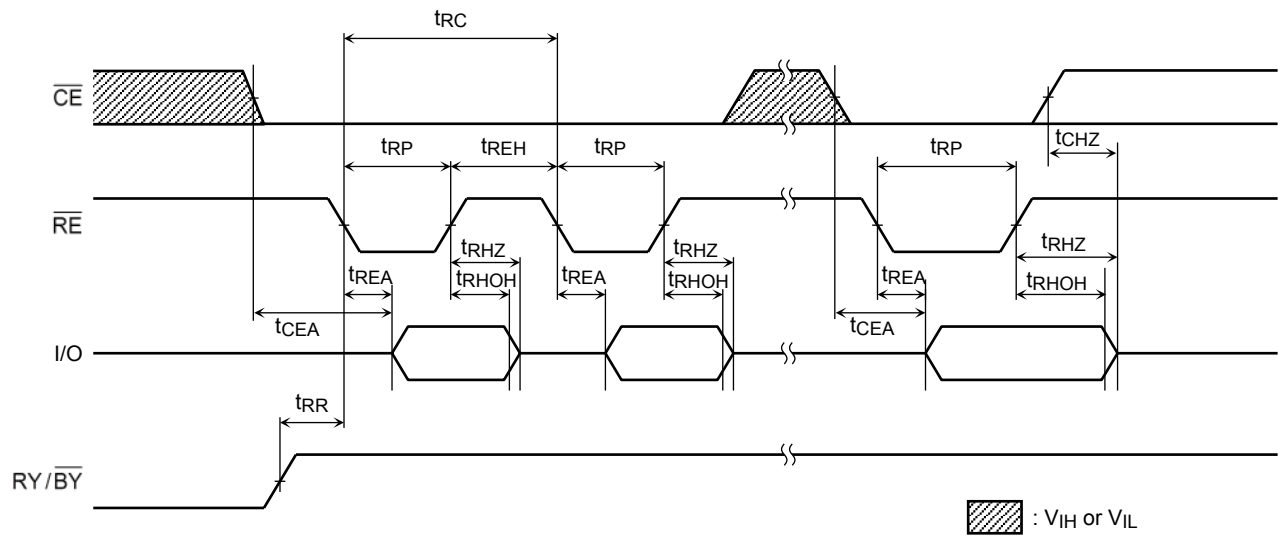 tRC
CE
tCHZ
tRP tREH tRP tRP
RE
tRHZ tRHZ tRHZ
tREA tRHOH tREA tRHOH tREA tRHOH
tCEA tCEA
I/O
tRR
RY/BY
: VIH or VIL